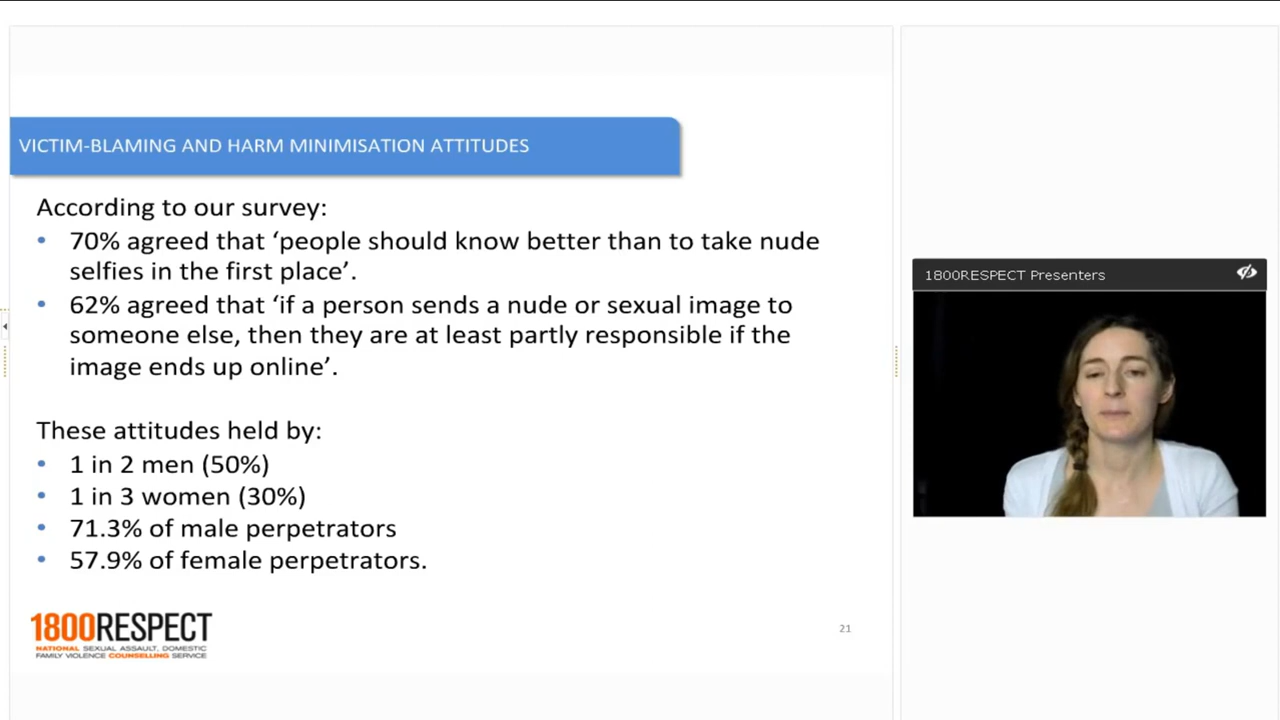 VICTIM-BLAMING AND HARM MINIMISATION ATTITUDES
According to our survey:
• 70% agreed that ‘people should know better than to take nude
selfies in the first place’.
• 62% agreed that ‘if a person sends a nude or sexual image to
someone else, then they are at least partly responsible if the
image ends up online’.
These attitudes held by:
• 1 in 2 men (50%)
• 1 in 3 women (30%)
• 71.3% of male perpetrators
• 57.9% of female perpetrators.
1800RESPECT
NATIONAL SEXUAL ASSAULT, DOMESTIC
FAMILY VIOLENCE COUNSELLING SERVICE
21
1800RESPECT Presenters